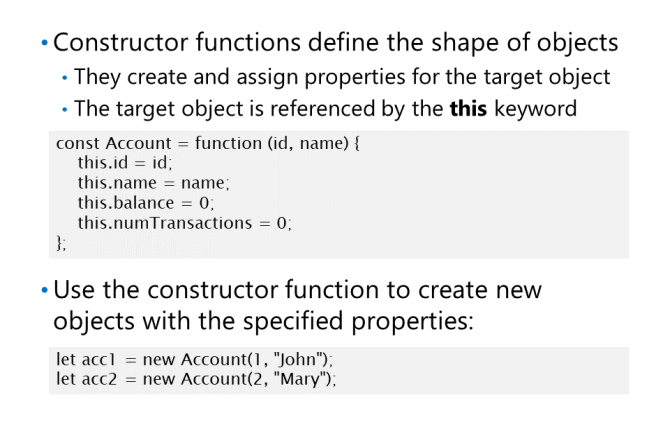 • Constructor functions define the shape of objects
• They create and assign properties for the target object
• The target object is referenced by the this keyword
const Account = function (id, name) {
this.id = id;
this.name = name;
this.balance = 0;
this.numTransactions = 0;
};
• Use the constructor function to create new
objects with the specified properties:
let acc1 = new Account(1, "John");
let acc2 = new Account(2, "Mary");